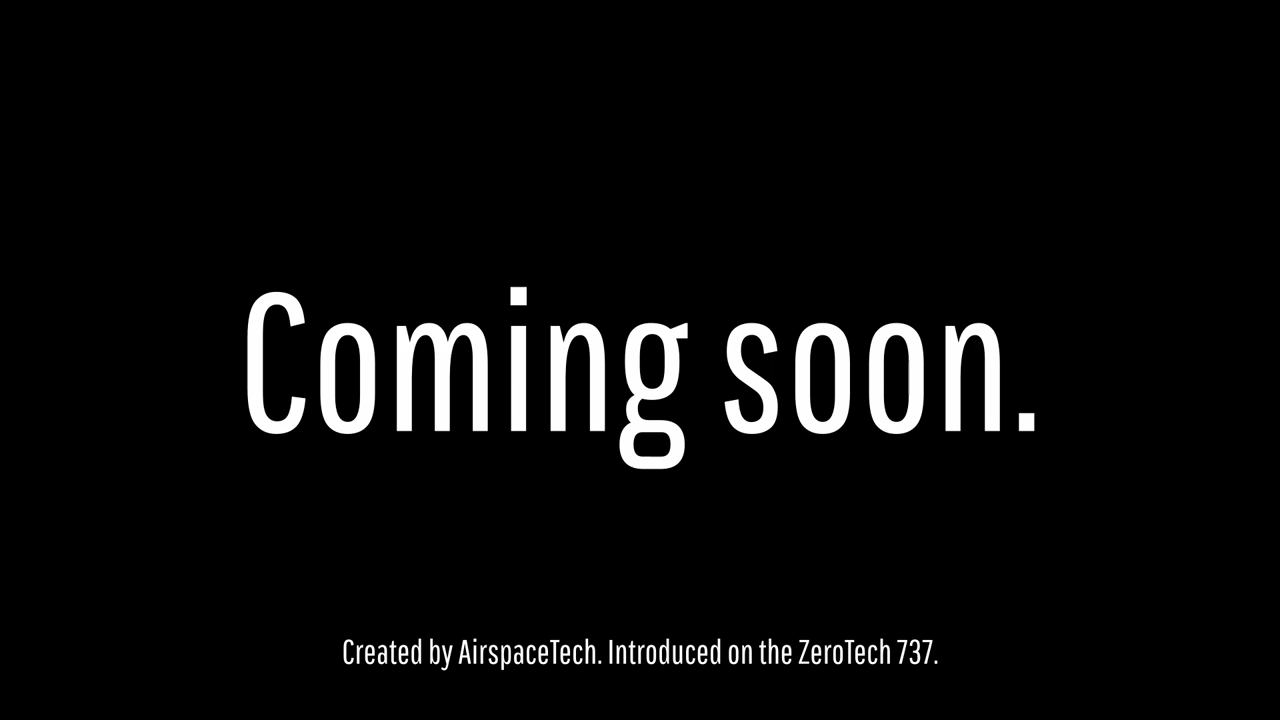 Coming soon.
Created by AirspaceTech. Introduced on the ZeroTech 737.